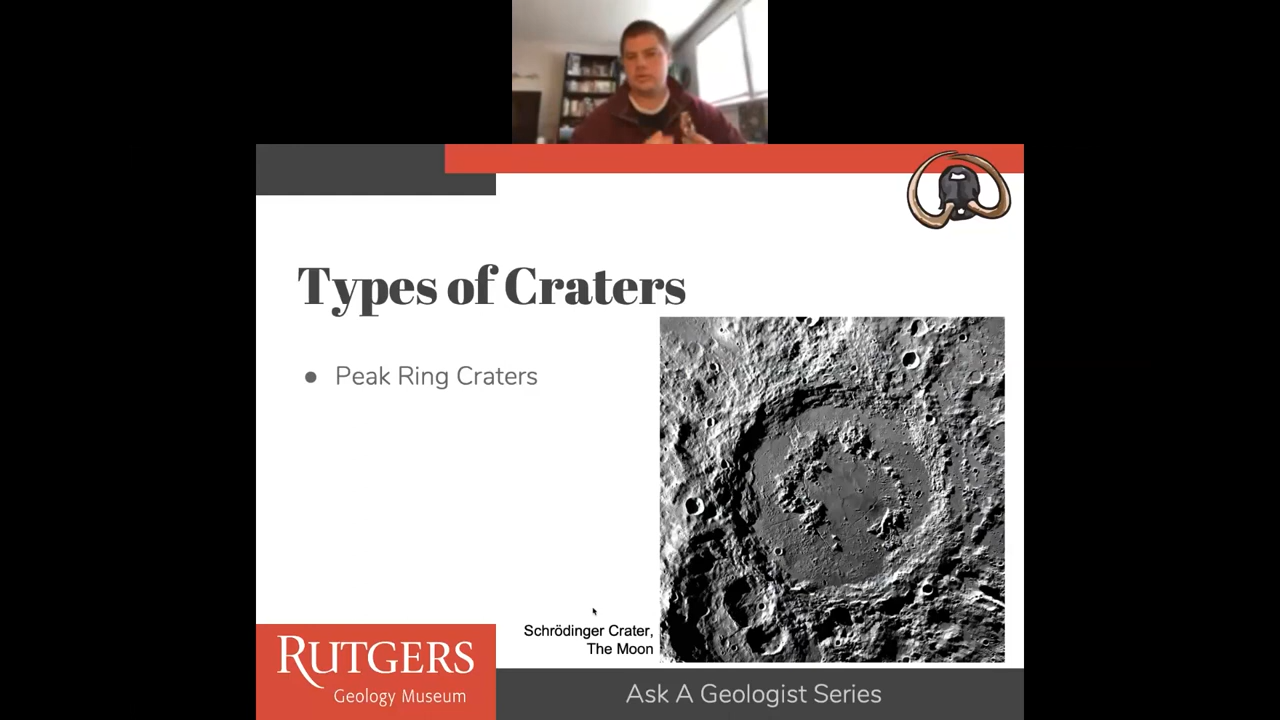 Types of Craters
● Peak Ring Craters
Schrödinger Crater,
The Moon
RUTGERS
Geology Museum
Ask A Geologist Series